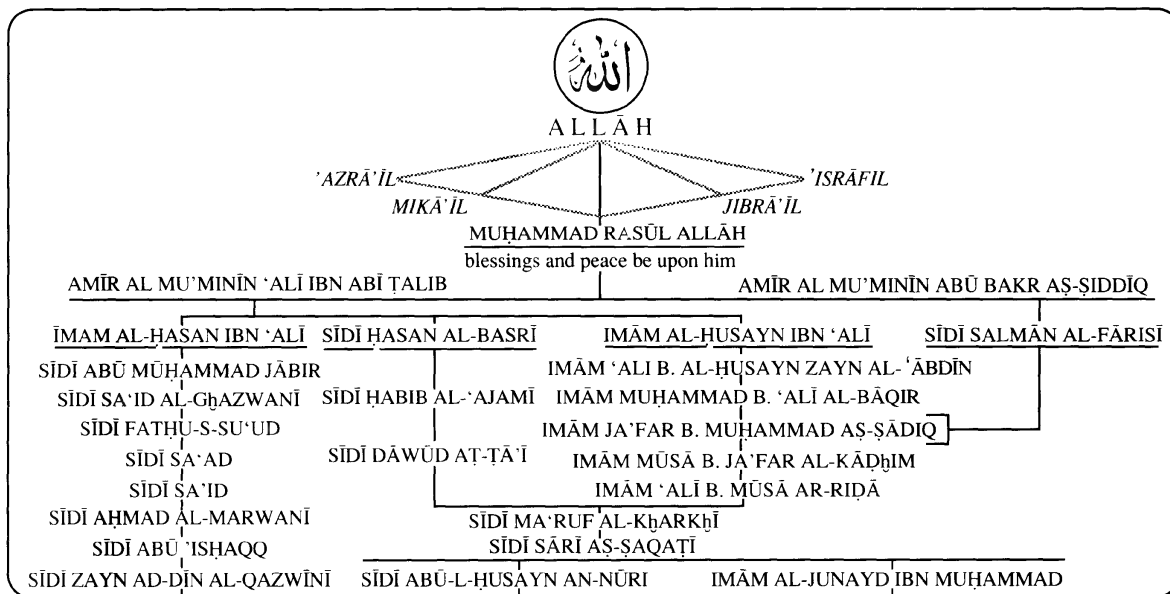 الله
ALLĀH
'AZRĀ'ĪL 'ISRĀFIL
MIKĀ'ĪL JIBRĀ'ĪL
MUḤAMMAD RASŪL ALLĀH
blessings and peace be upon him
AMĪR AL MU'MINĪN ‘ALĪ IBN ABĪ ṬALIB AMĪR AL MU'MINĪN ABŪ BAKR AṢ-ṢIDDĪQ
ĪMAM AL-ḤASAN IBN ‘ALĪ SĪDĪ ḤASAN AL-BASRĪ IMĀM AL-ḤUSAYN IBN ‘ALĪ SĪDĪ SALMĀN AL-FĀRISĪ
SĪDĪ ABŪ MŪḤAMMAD JĀBIR IMĀM ‘ALI B. AL-ḤUSAYN ZAYN AL-‘ĀBDĪN
SĪDĪ SA‘ID AL-GhAZWANĪ SĪDĪ ḤABIB AL-‘AJAMĪ IMĀM MUḤAMMAD B. ‘ALĪ AL-BĀQIR
SĪDĪ FATḤU-S-SU‘UD IMĀM JA‘FAR B. MUḤAMMAD AṢ-ṢĀDIQ
SĪDĪ SA‘AD SĪDĪ DĀWŪD AṬ-ṬĀ'Ī IMĀM MŪSĀ B. JA‘FAR AL-KĀḌhIM
SĪDĪ SA‘ID IMĀM ‘ALĪ B. MŪSĀ AR-RIḌĀ
SĪDĪ AḤMAD AL-MARWANĪ SĪDĪ MA‘RUF AL-KhARKhĪ
SĪDĪ ABŪ 'ISḤAQQ SĪDĪ SĀRĪ AṢ-ṢAQAṬĪ
SĪDĪ ZAYN AD-DĪN AL-QAZWĪNĪ SĪDĪ ABŪ-L-ḤUSAYN AN-NŪRI IMĀM AL-JUNAYD IBN MUḤAMMAD